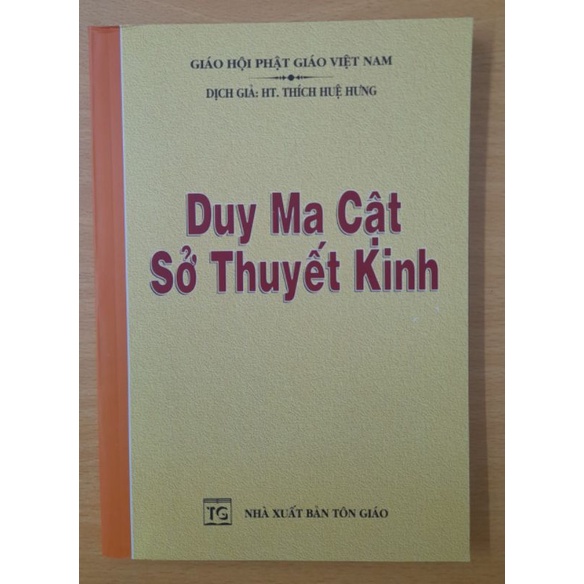 GIÁO HỘI PHẬT GIÁO VIỆT NAM
DỊCH GIẢ: HT. THÍCH HUỆ HƯNG
Duy Ma Cật
Sở Thuyết Kinh
TG
NHÀ XUẤT BẢN TÔN GIÁO